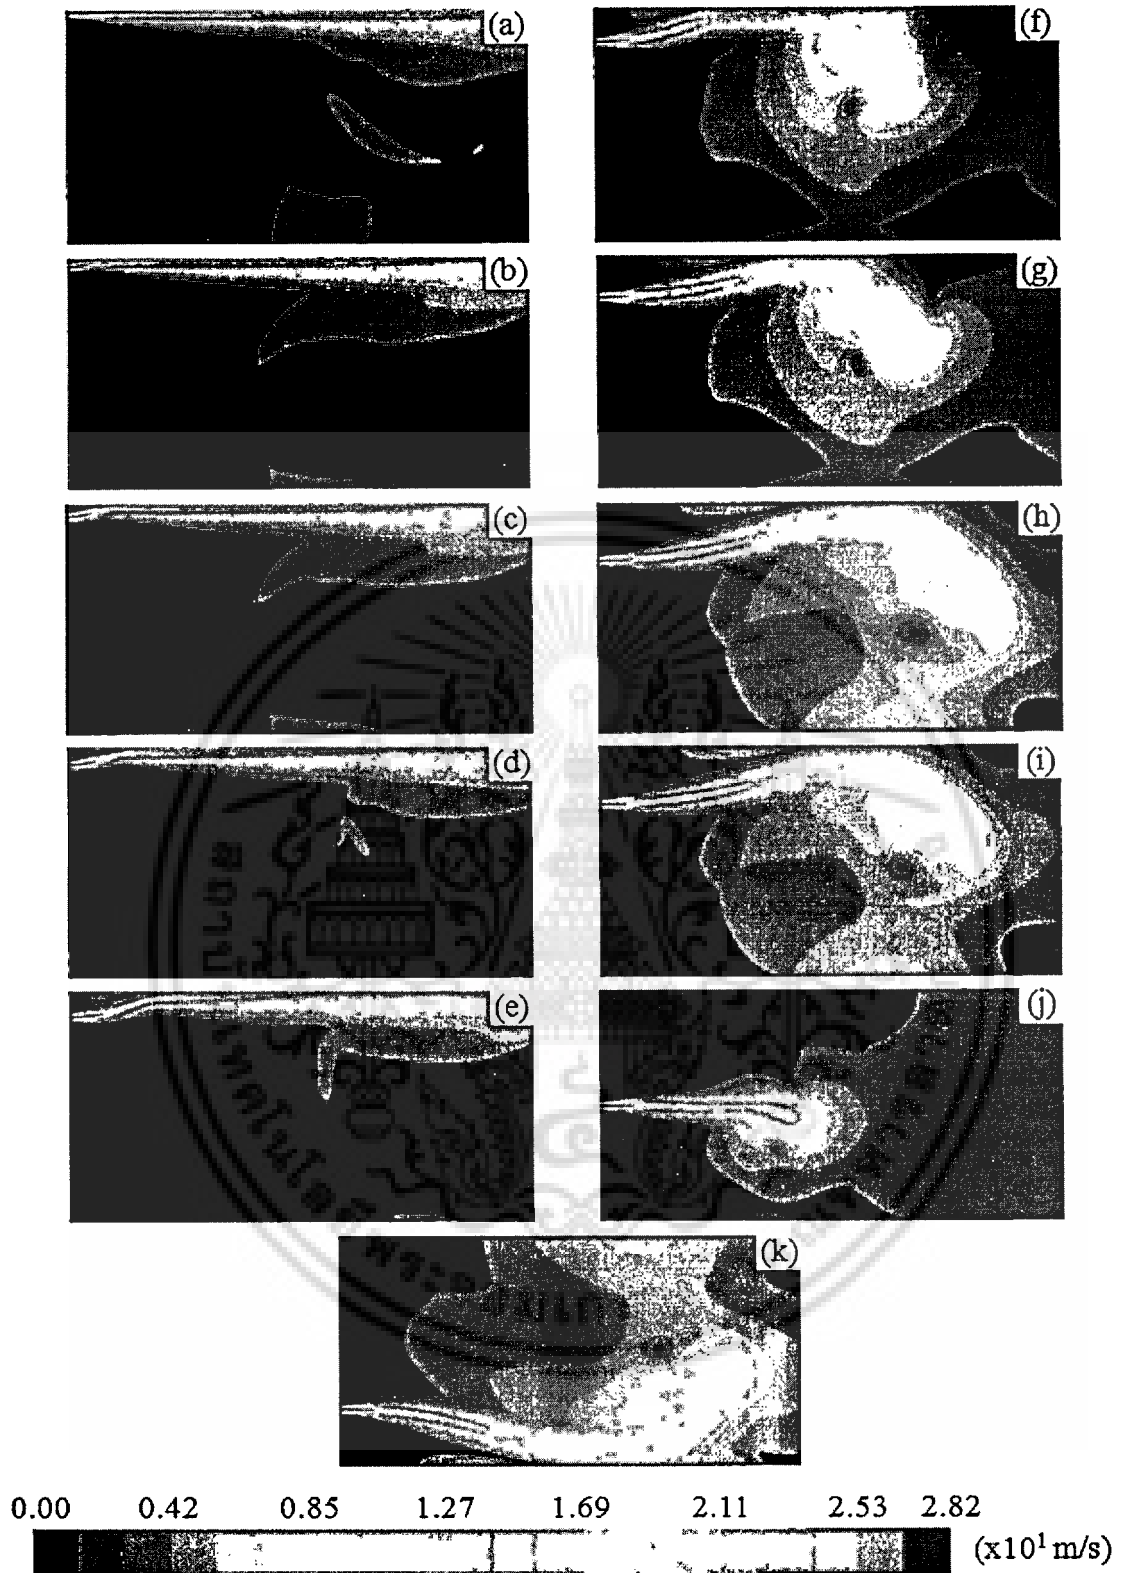 (a)
(f)
(b)
(g)
(c)
(h)
(d)
(i)
(e)
(j)
(k)
0.00 0.42 0.85 1.27 1.69 2.11 2.53 2.82
(x10¹ m/s)